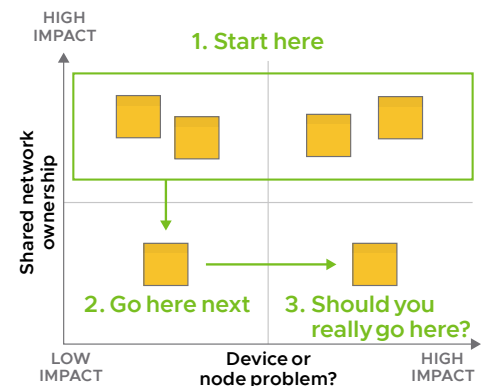 HIGH
IMPACT
1. Start here
Shared network
ownership
2. Go here next
3. Should you
really go here?
LOW
IMPACT
Device or
node problem?
HIGH
IMPACT